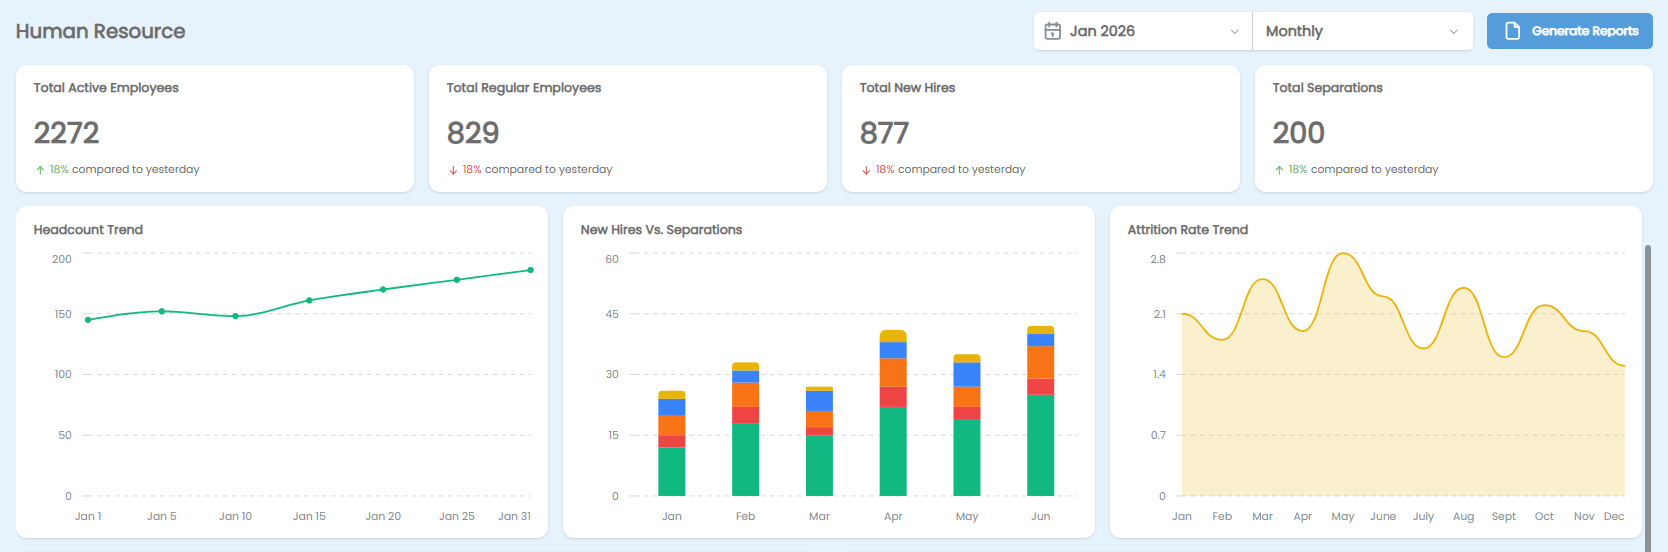 Human Resource
Jan 2026
Monthly
Generate Reports
Total Active Employees
2272
↑ 18% compared to yesterday
Total Regular Employees
829
↓ 18% compared to yesterday
Total New Hires
877
↓ 18% compared to yesterday
Total Separations
200
↑ 18% compared to yesterday
Headcount Trend
200
150
100
50
0
Jan 1 Jan 5 Jan 10 Jan 15 Jan 20 Jan 25 Jan 31
New Hires Vs. Separations
60
45
30
15
0
Jan Feb Mar Apr May Jun
Attrition Rate Trend
2.8
2.1
1.4
0.7
0
Jan Feb Mar Apr May June July Aug Sept Oct Nov Dec